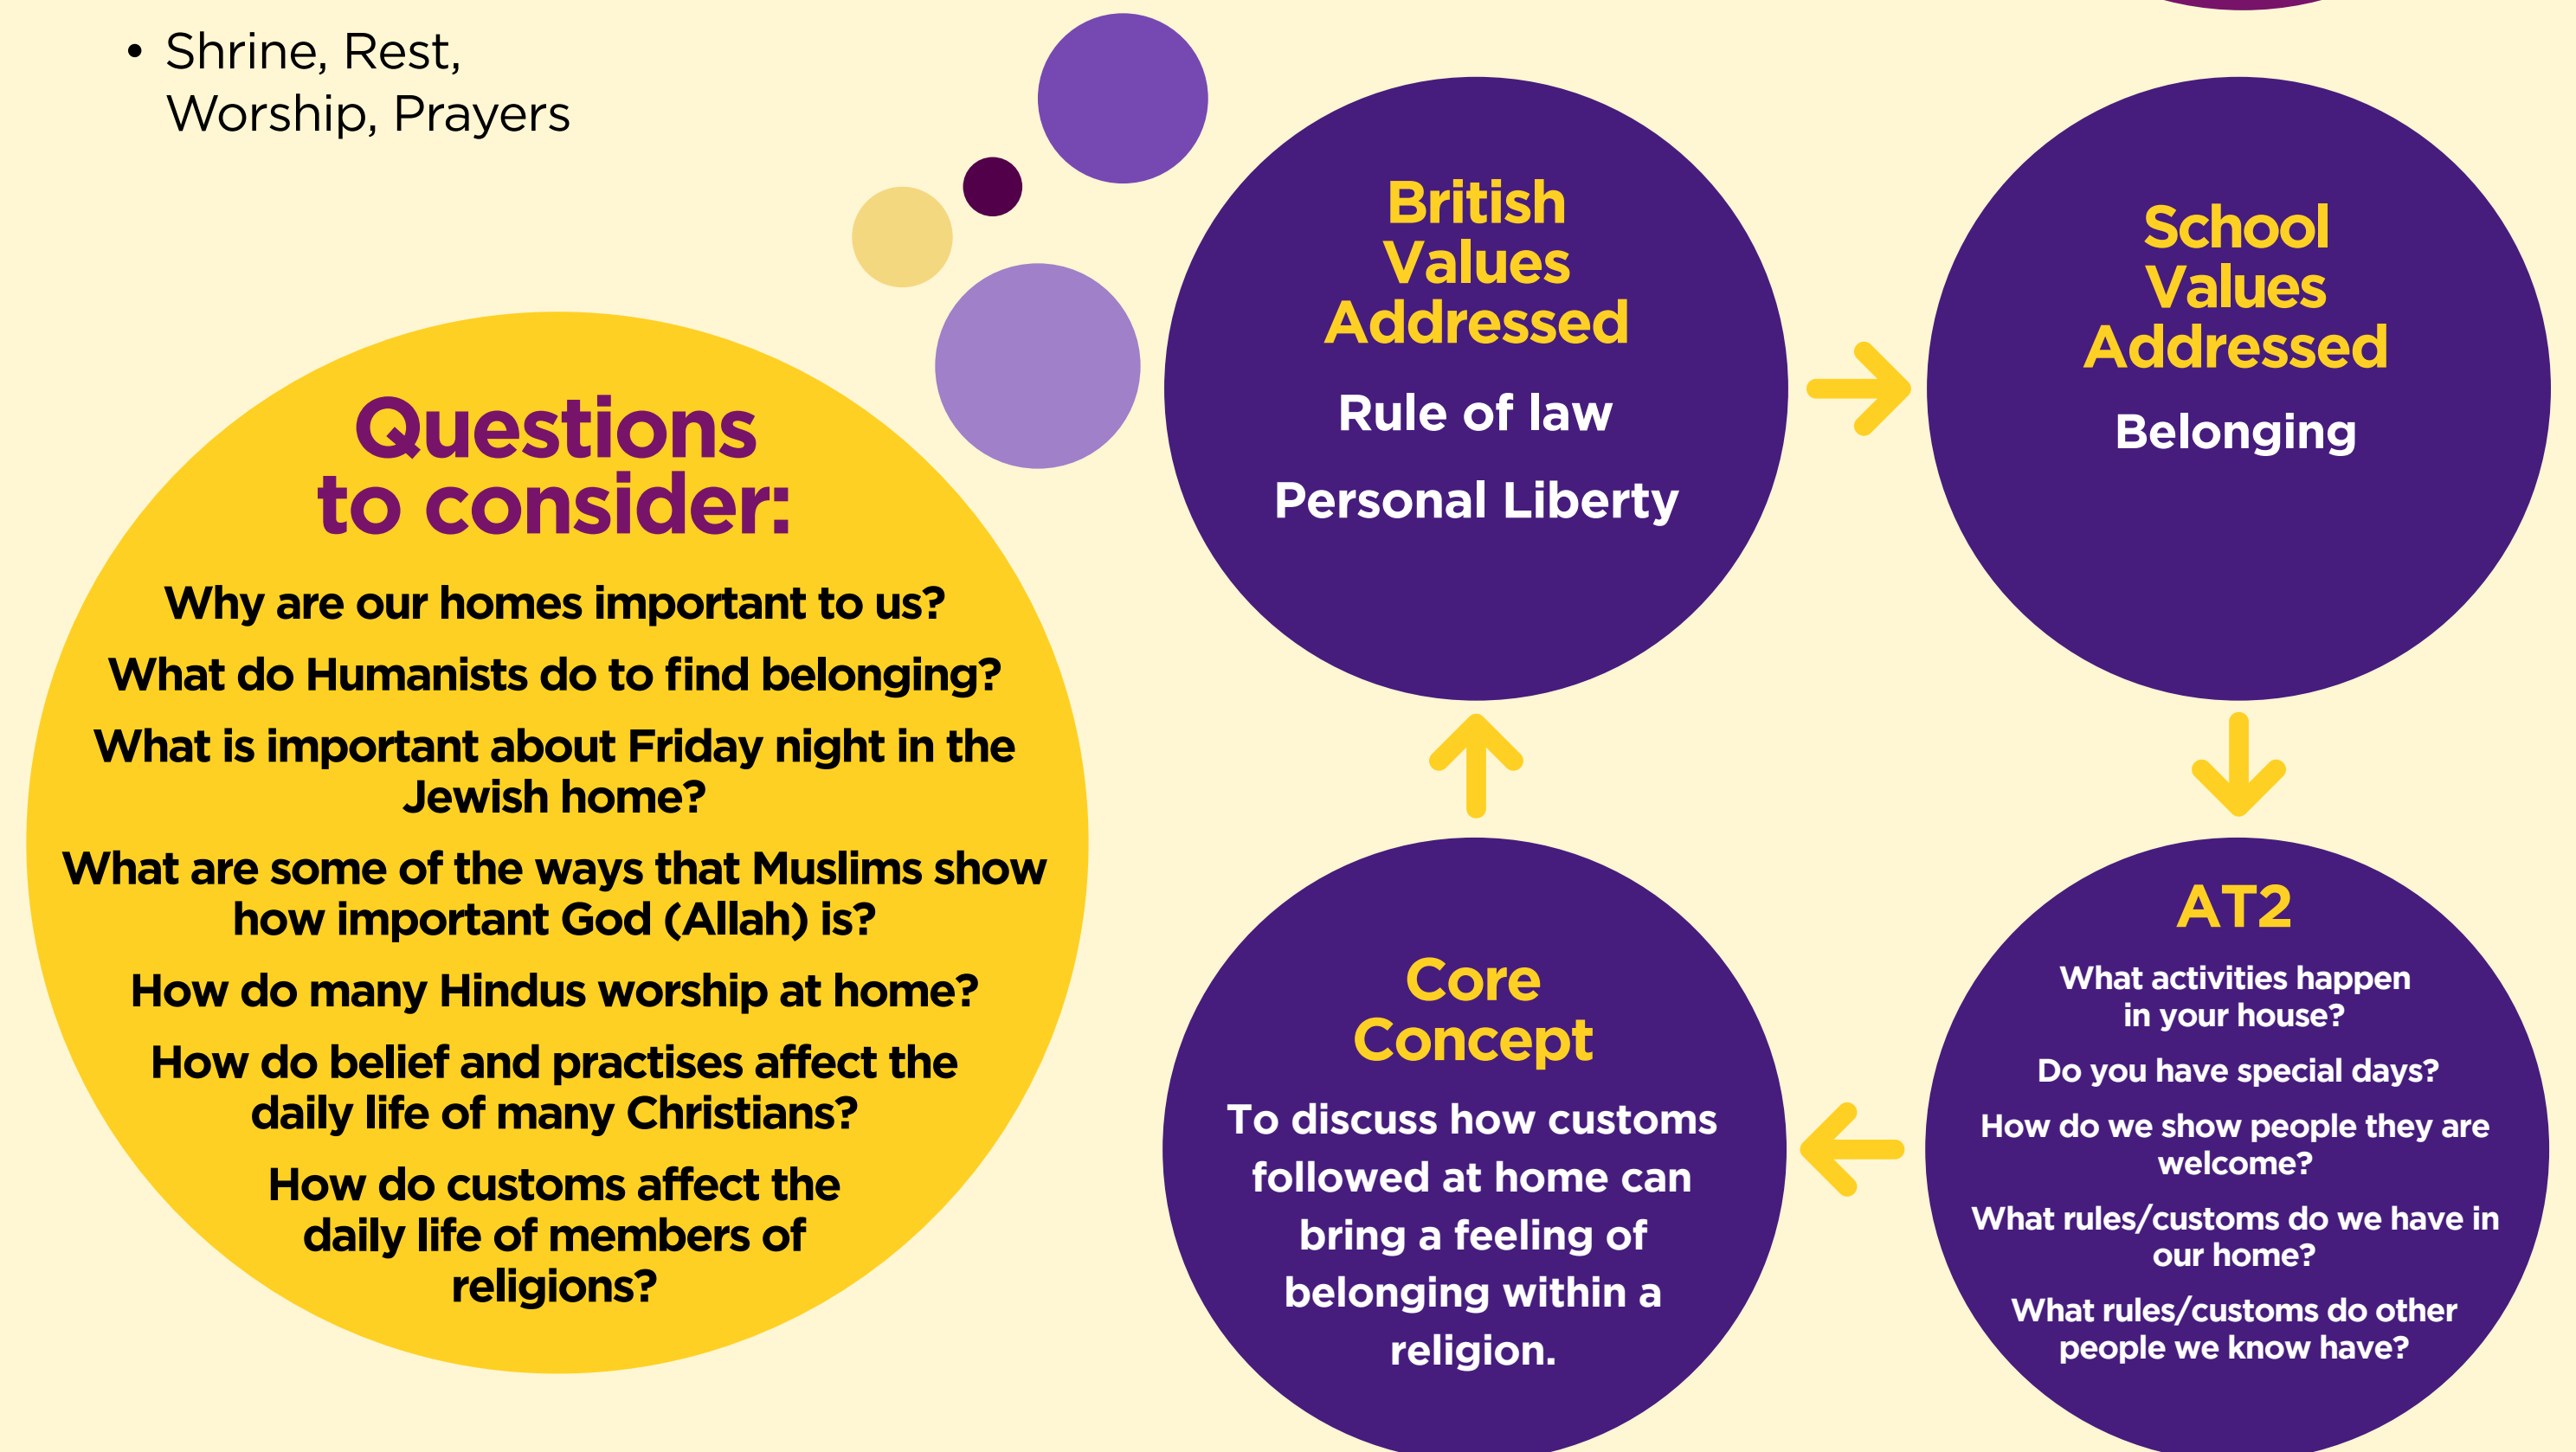 • Shrine, Rest,
Worship, Prayers
Questions
to consider:
Why are our homes important to us?
What do Humanists do to find belonging?
What is important about Friday night in the
Jewish home?
What are some of the ways that Muslims show
how important God (Allah) is?
How do many Hindus worship at home?
How do belief and practises affect the
daily life of many Christians?
How do customs affect the
daily life of members of
religions?
British
Values
Addressed
Rule of law
Personal Liberty
School
Values
Addressed
Belonging
AT2
What activities happen
in your house?
Do you have special days?
How do we show people they are
welcome?
What rules/customs do we have in
our home?
What rules/customs do other
people we know have?
Core
Concept
To discuss how customs
followed at home can
bring a feeling of
belonging within a
religion.